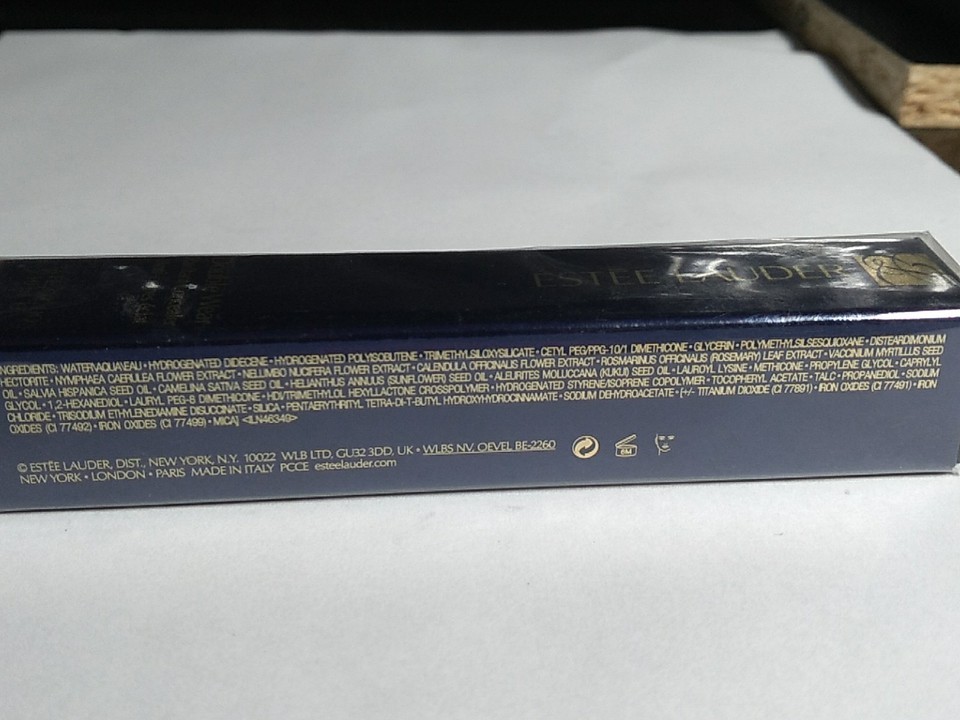 ESTĒE LAUDER
INGREDIENTS: WATER\AQUA\EAU • HYDROGENATED DIDECENE • HYDROGENATED POLYISOBUTENE • TRIMETHYLSILOXYSILICATE • CETYL PEG/PPG-10/1 DIMETHICONE • GLYCERIN • POLYMETHYLSILSESQUIOXANE • DISTEARDIMONIUM
HECTORITE • NYMPHAEA CAERULEA FLOWER EXTRACT • NELUMBO NUCIFERA FLOWER EXTRACT • CALENDULA OFFICINALIS FLOWER EXTRACT • ROSMARINUS OFFICINALIS (ROSEMARY) LEAF EXTRACT • VACCINIUM MYRTILLUS SEED
OIL • SALVIA HISPANICA SEED OIL • CAMELINA SATIVA SEED OIL • HELIANTHUS ANNUUS (SUNFLOWER) SEED OIL • ALEURITES MOLUCCANA (KUKUI) SEED OIL • LAUROYL LYSINE • METHICONE • PROPYLENE GLYCOL • CAPRYLYL
GLYCOL • 1,2-HEXANEDIOL • LAURYL PEG-8 DIMETHICONE • HDI/TRIMETHYLOL HEXYLLACTONE CROSSPOLYMER • HYDROGENATED STYRENE/ISOPRENE COPOLYMER • TOCOPHERYL ACETATE • TALC • PROPANEDIOL • SODIUM
CHLORIDE • TRISODIUM ETHYLENEDIAMINE DISUCCINATE • SILICA • PENTAERYTHRITYL TETRA-DI-T-BUTYL HYDROXYHYDROCINNAMATE • SODIUM DEHYDROACETATE • [+/- TITANIUM DIOXIDE (CI 77891) • IRON OXIDES (CI 77491) • IRON
OXIDES (CI 77492) • IRON OXIDES (CI 77499) • MICA] <ILN46349>
© ESTĒE LAUDER, DIST., NEW YORK, N.Y. 10022 WLB LTD, GU32 3DD, UK • WLBS NV. OEVEL BE-2260
6M
NEW YORK • LONDON • PARIS MADE IN ITALY PCCE esteelauder.com